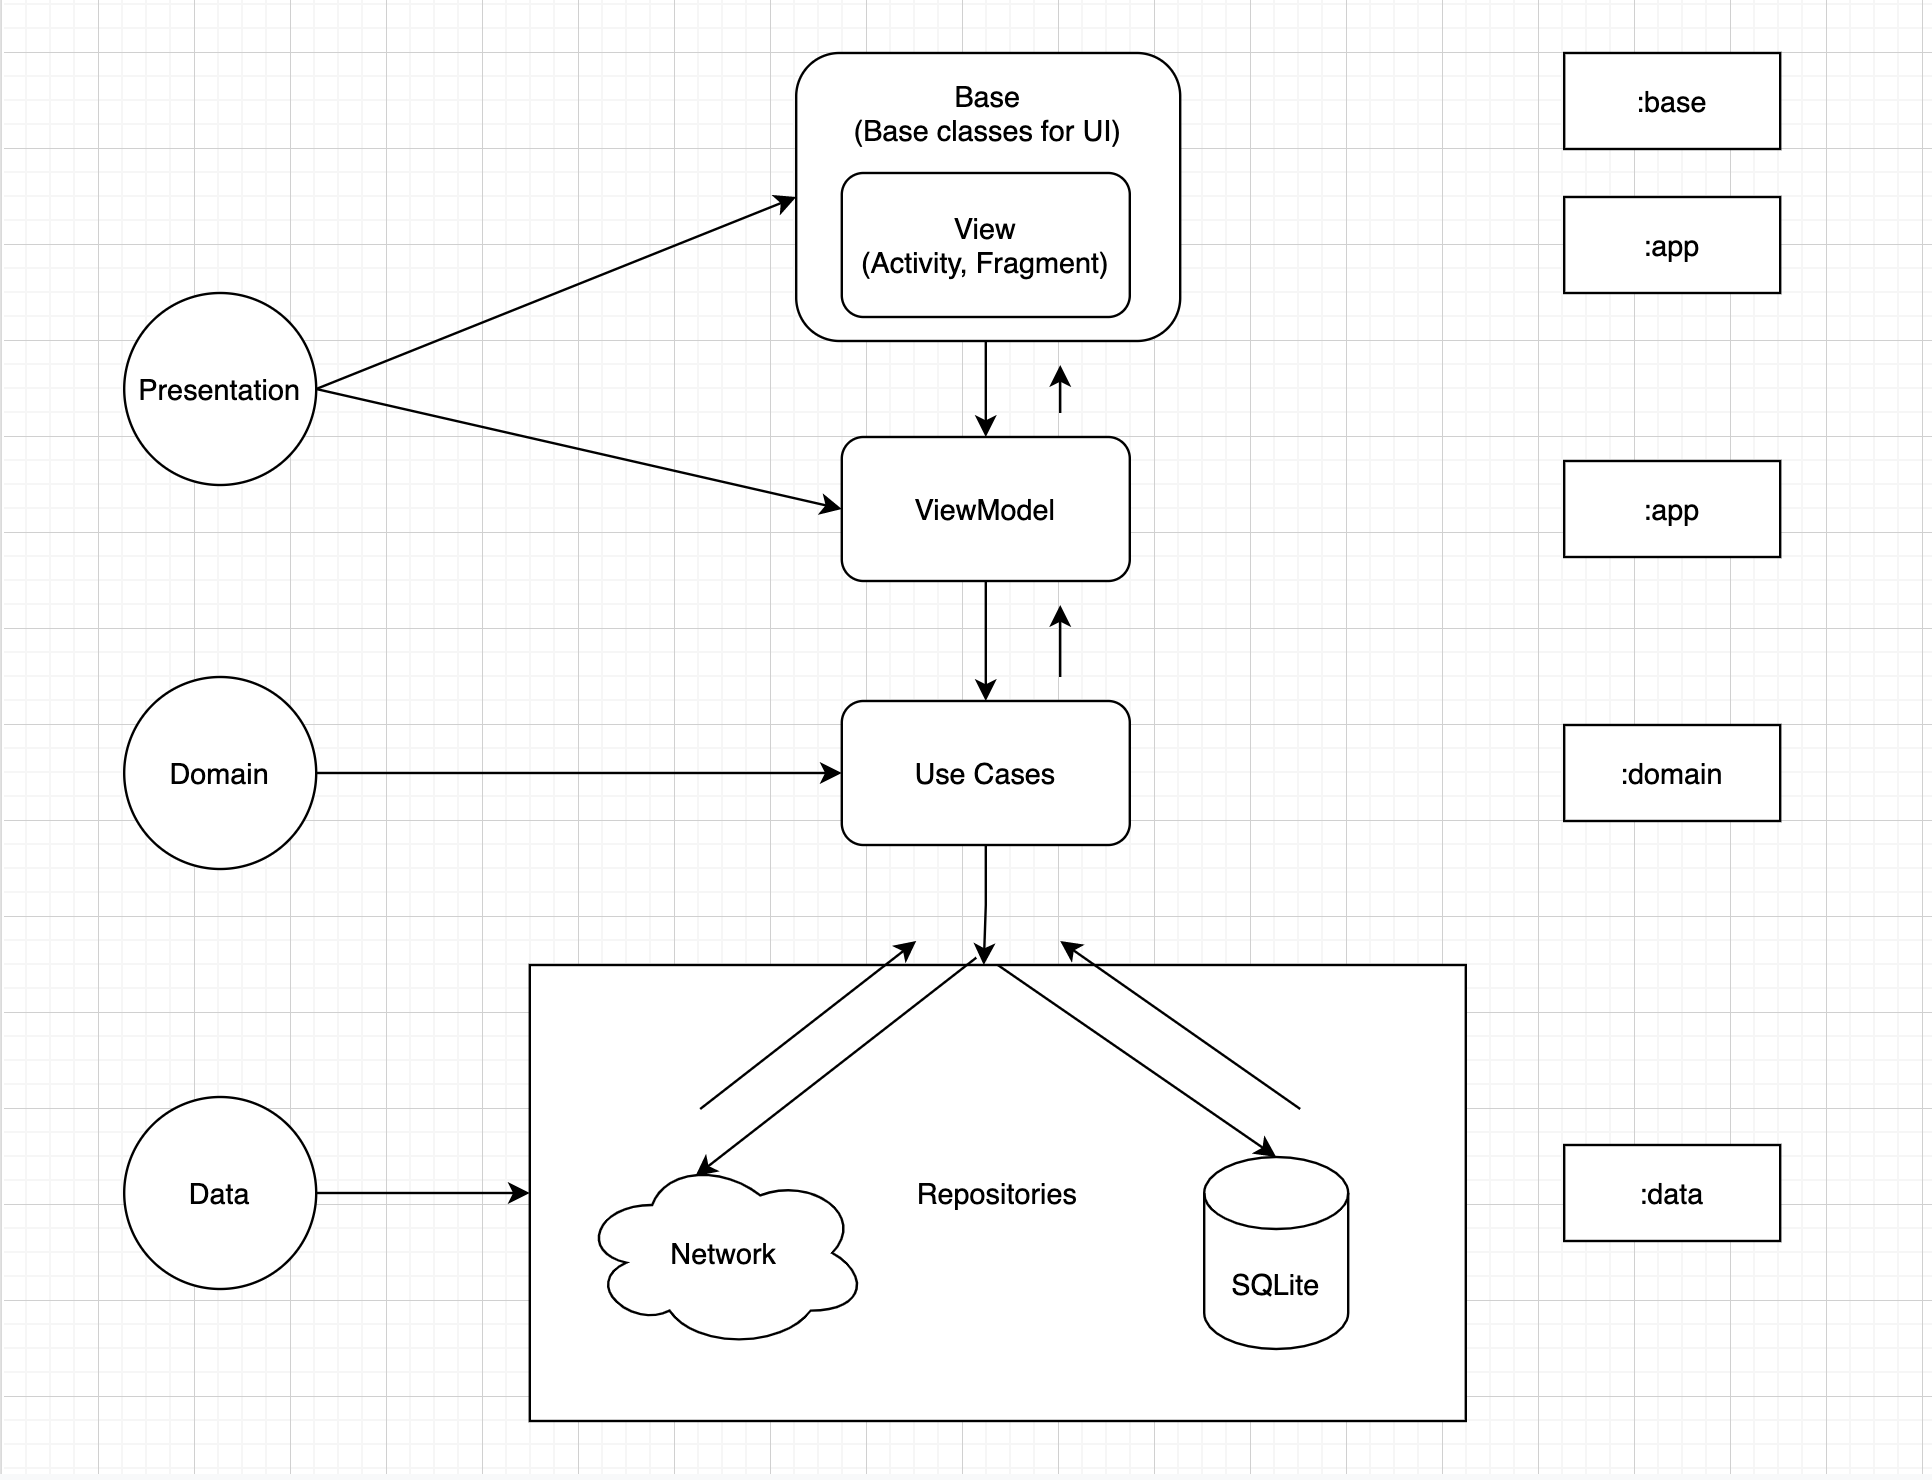 Base
(Base classes for UI)
:base
View
(Activity, Fragment)
:app
Presentation
ViewModel
:app
Domain
Use Cases
:domain
Data
Repositories
:data
Network
SQLite